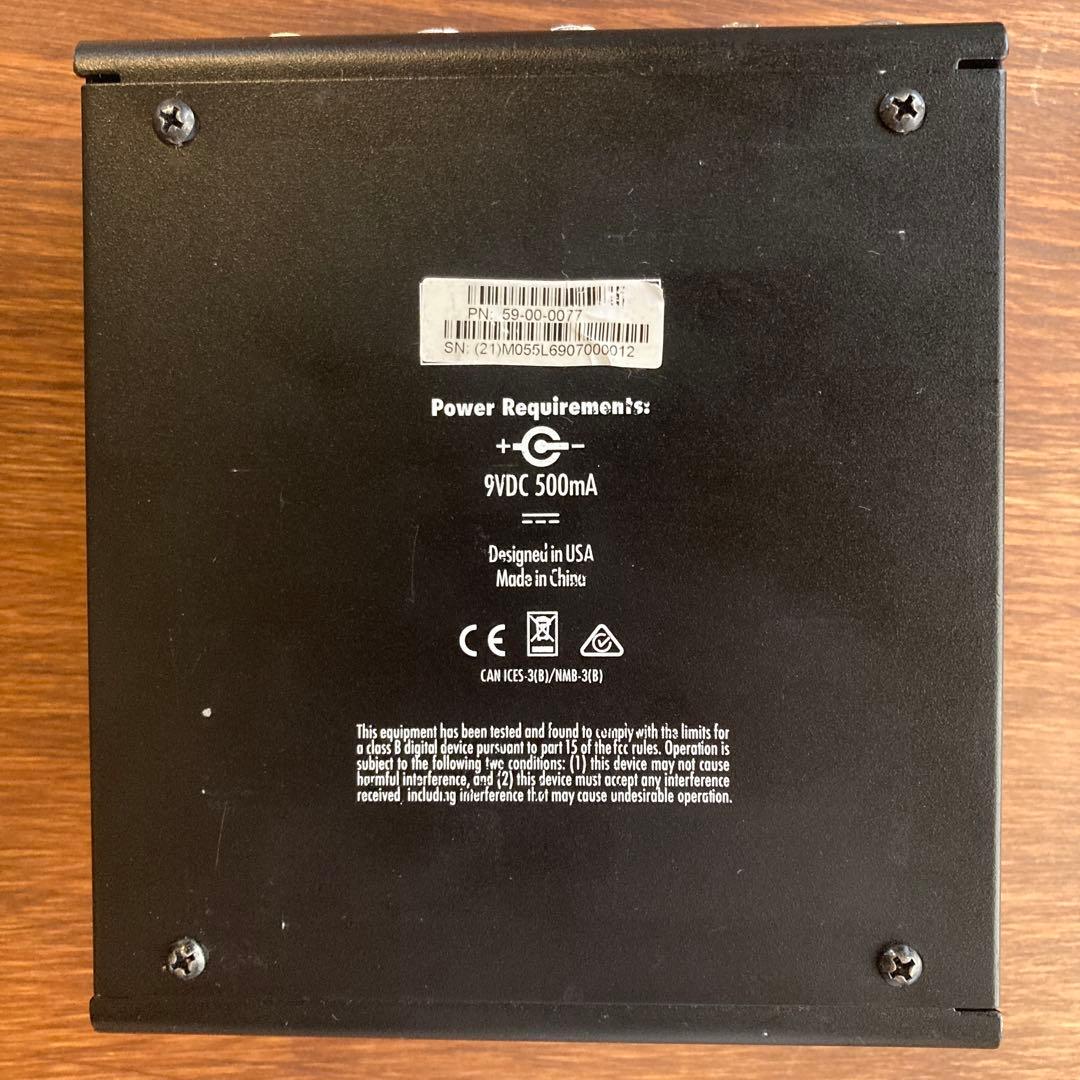 PN: 59-00-0077
SN: (21)M055L6907000012
Power Requirements:
+ −
9VDC 500mA
Designed in USA
Made in China
CE
CAN ICES-3(B)/NMB-3(B)
This equipment has been tested and found to comply with the limits for
a class B digital device pursuant to part 15 of the fcc rules. Operation is
subject to the following two conditions: (1) this device may not cause
harmful interference, and (2) this device must accept any interference
received, including interference that may cause undesirable operation.